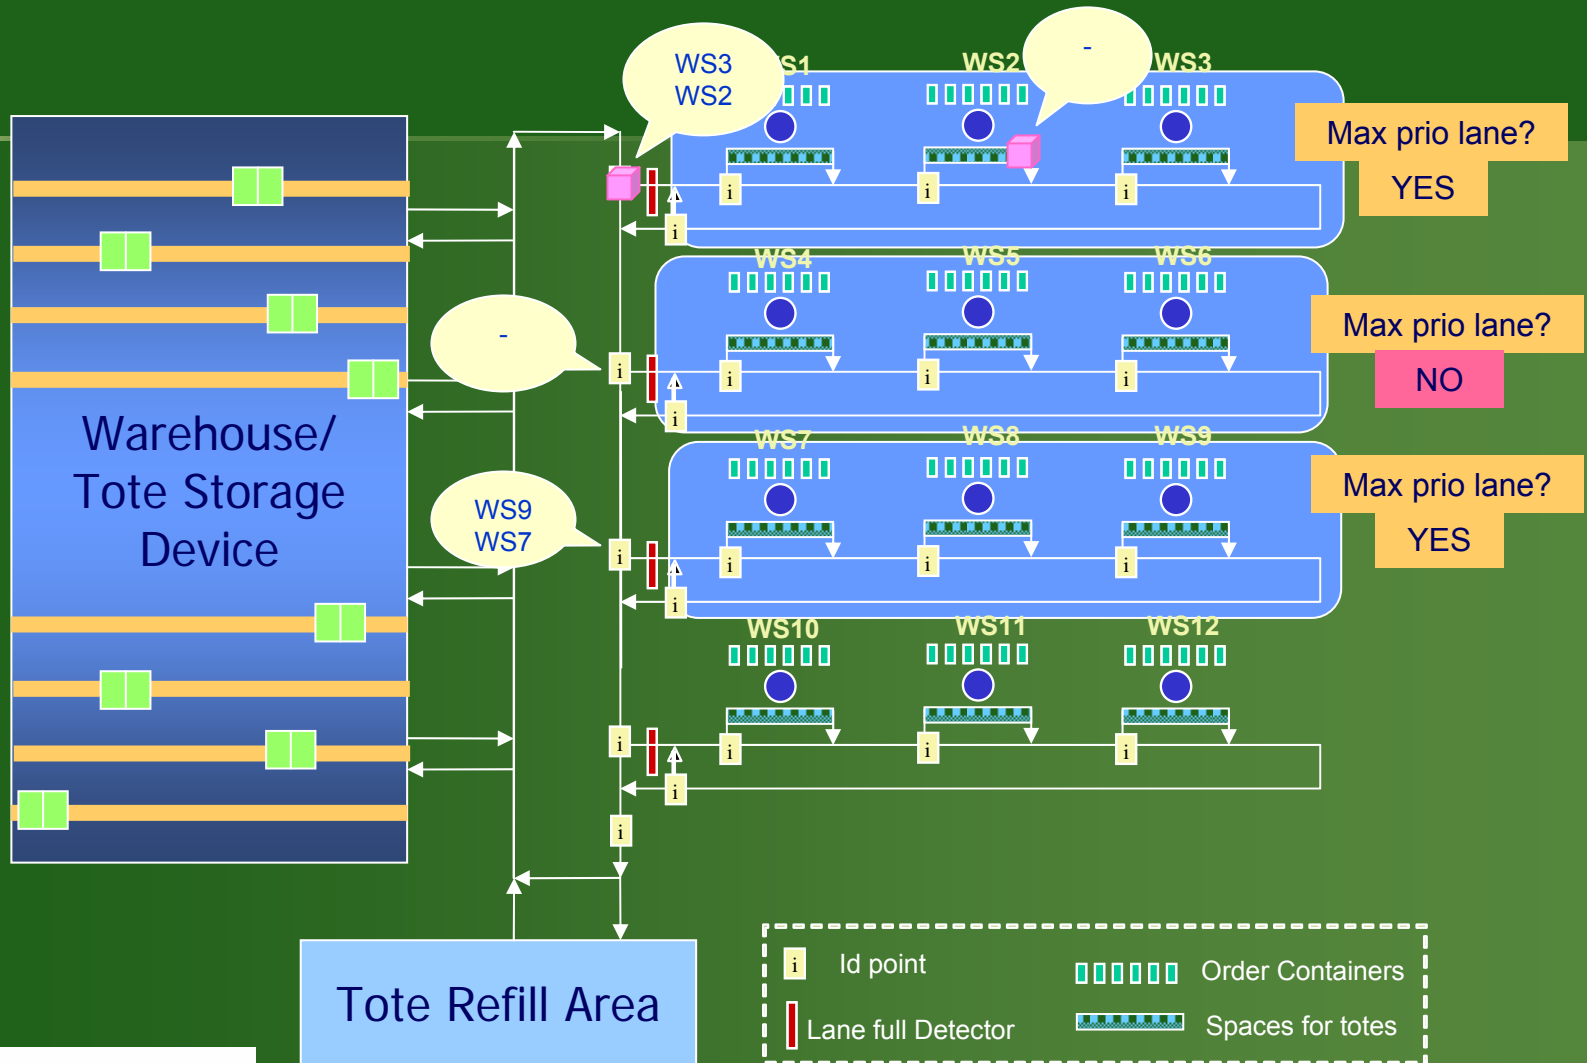 WS3
WS2
-
WS1
WS2
WS3
Max prio lane?
YES
i
i
i
i
WS4
WS5
WS6
-
Max prio lane?
NO
i
i
i
i
i
Warehouse/
Tote Storage
Device
WS7
WS8
WS9
WS9
WS7
Max prio lane?
YES
i
i
i
i
i
WS10
WS11
WS12
i
i
i
i
i
i
Tote Refill Area
i Id point
Order Containers
Lane full Detector
Spaces for totes